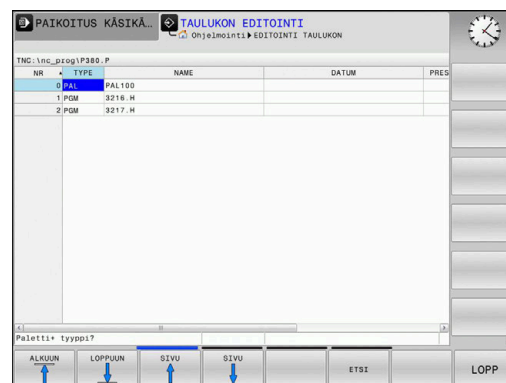 PAIKOITUS KÄSIKÄ… TAULUKON EDITOINTI
Ohjelmointi ▸ EDITOINTI TAULUKON
TNC:\nc_prog\P380.P
NR TYPE NAME DATUM PRES
0 PAL PAL100
1 PGM 3216.H
2 PGM 3217.H
Paletti+ tyyppi?
ALKUUN LOPPUUN SIVU SIVU ETSI LOPP